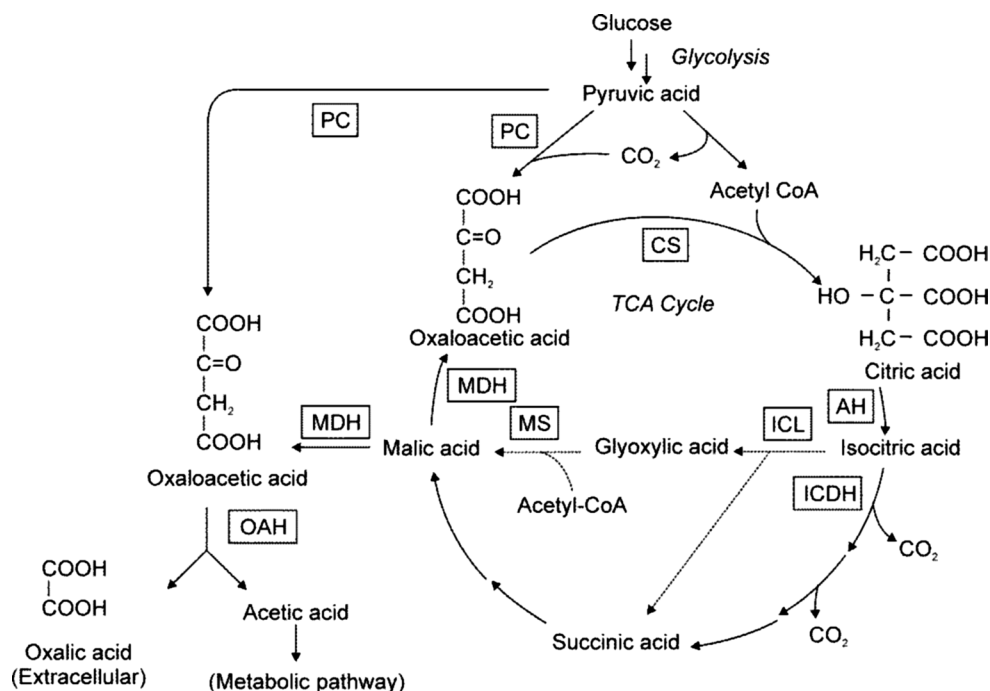 Glucose
Glycolysis
Pyruvic acid
PC
PC
CO2
Acetyl CoA
COOH
C=O
CH2
COOH
Oxaloacetic acid
CS
TCA Cycle
H2C– COOH
HO –C– COOH
H2C– COOH
Citric acid
COOH
C=O
CH2
COOH
Oxaloacetic acid
MDH
MDH
Malic acid
MS
Acetyl-CoA
Glyoxylic acid
ICL
AH
Isocitric acid
ICDH
CO2
CO2
Succinic acid
OAH
COOH
COOH
Oxalic acid
(Extracellular)
Acetic acid
(Metabolic pathway)